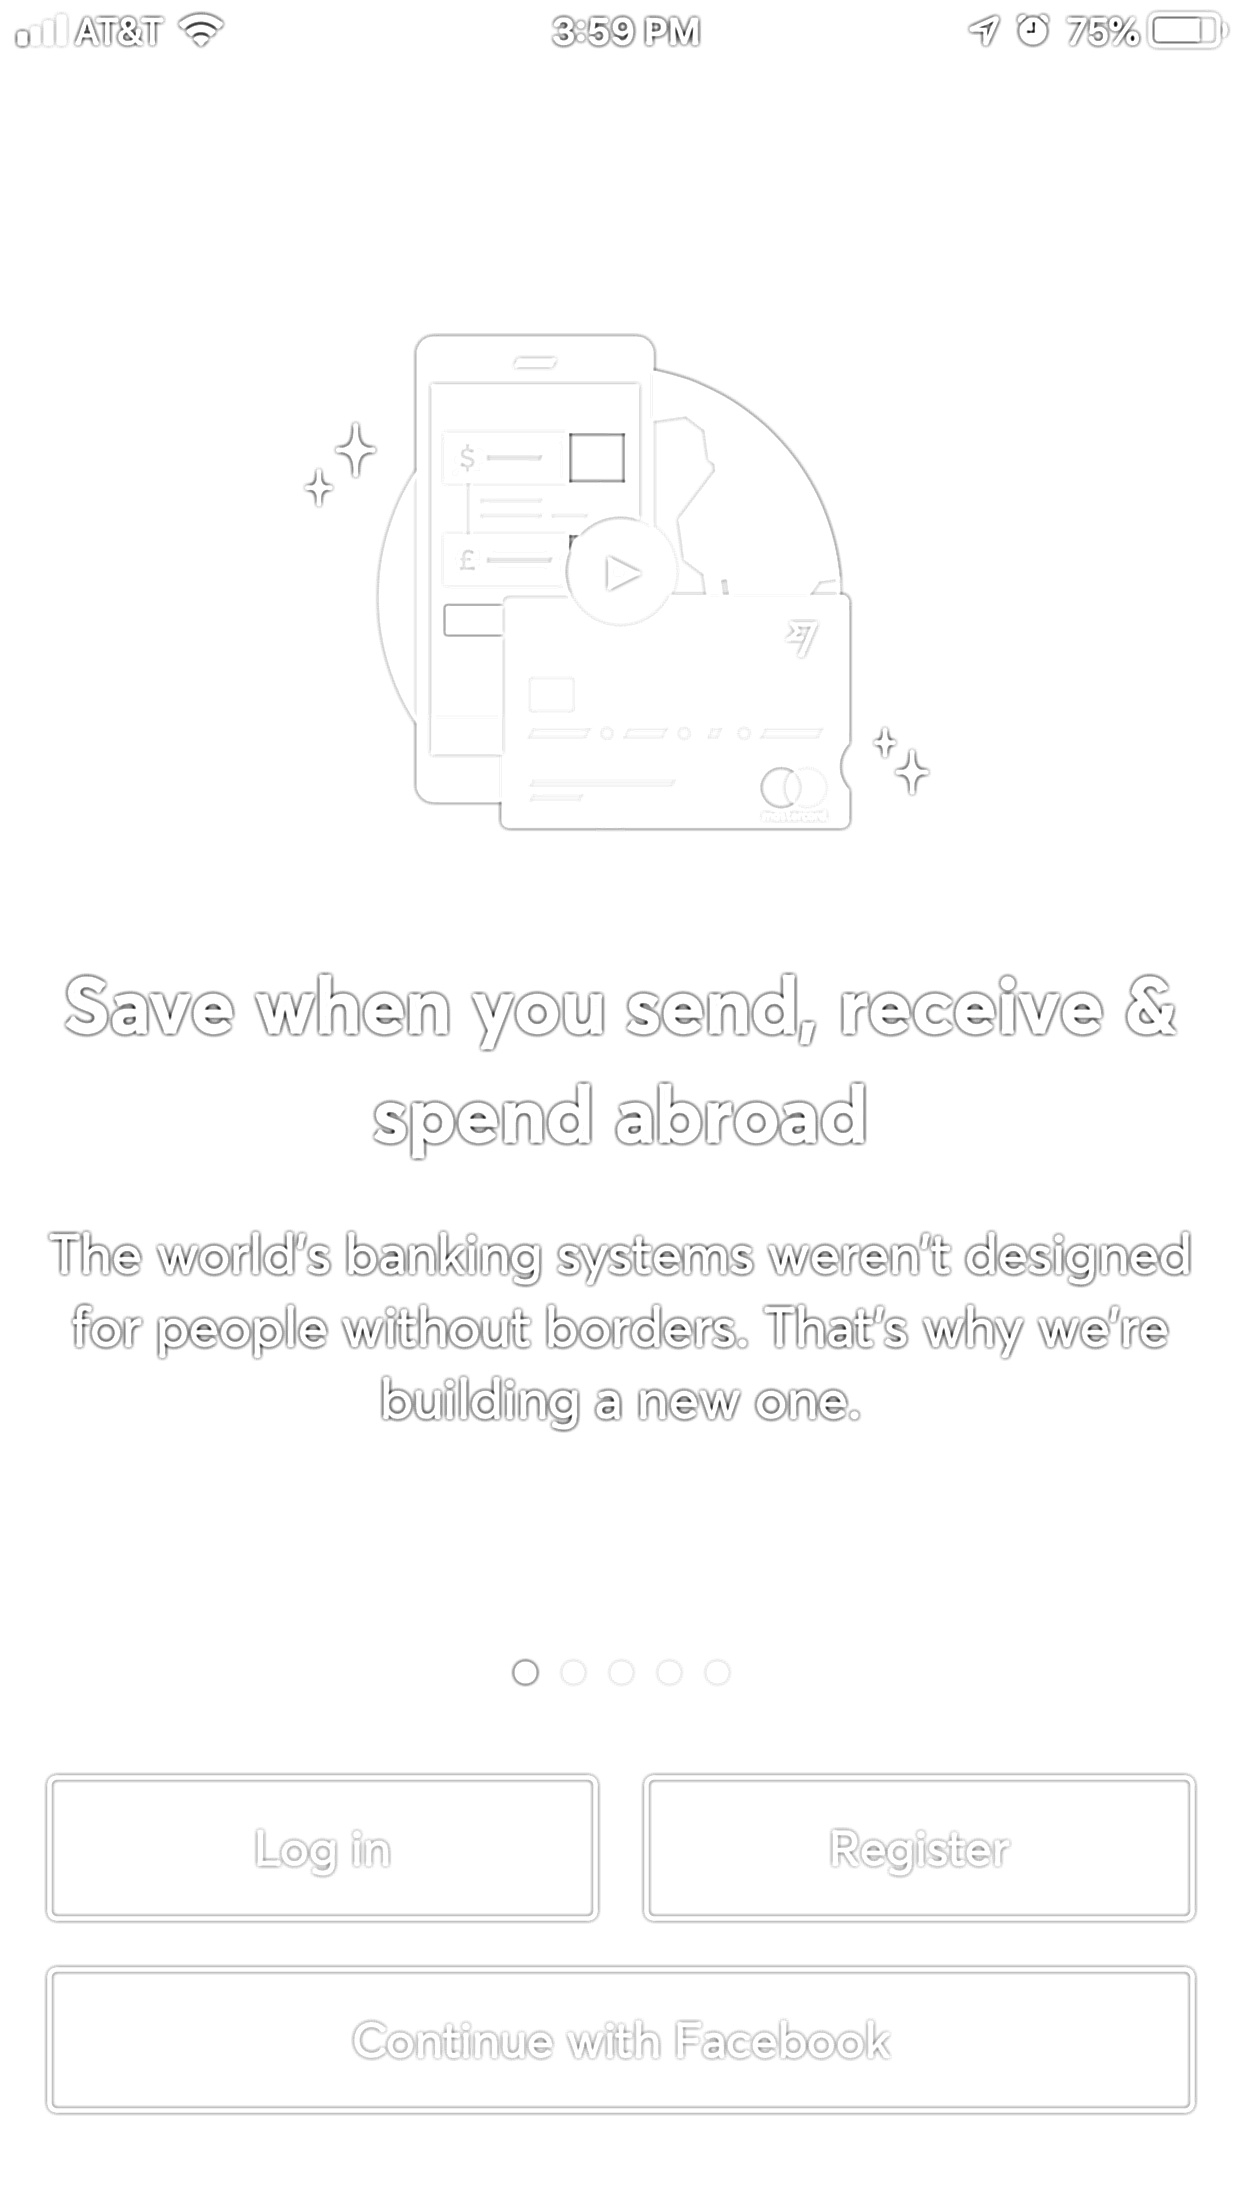 AT&T 3:59 PM 75%
$
£
mastercard
Save when you send, receive &
spend abroad
The world's banking systems weren't designed
for people without borders. That's why we're
building a new one.
Log in
Register
Continue with Facebook